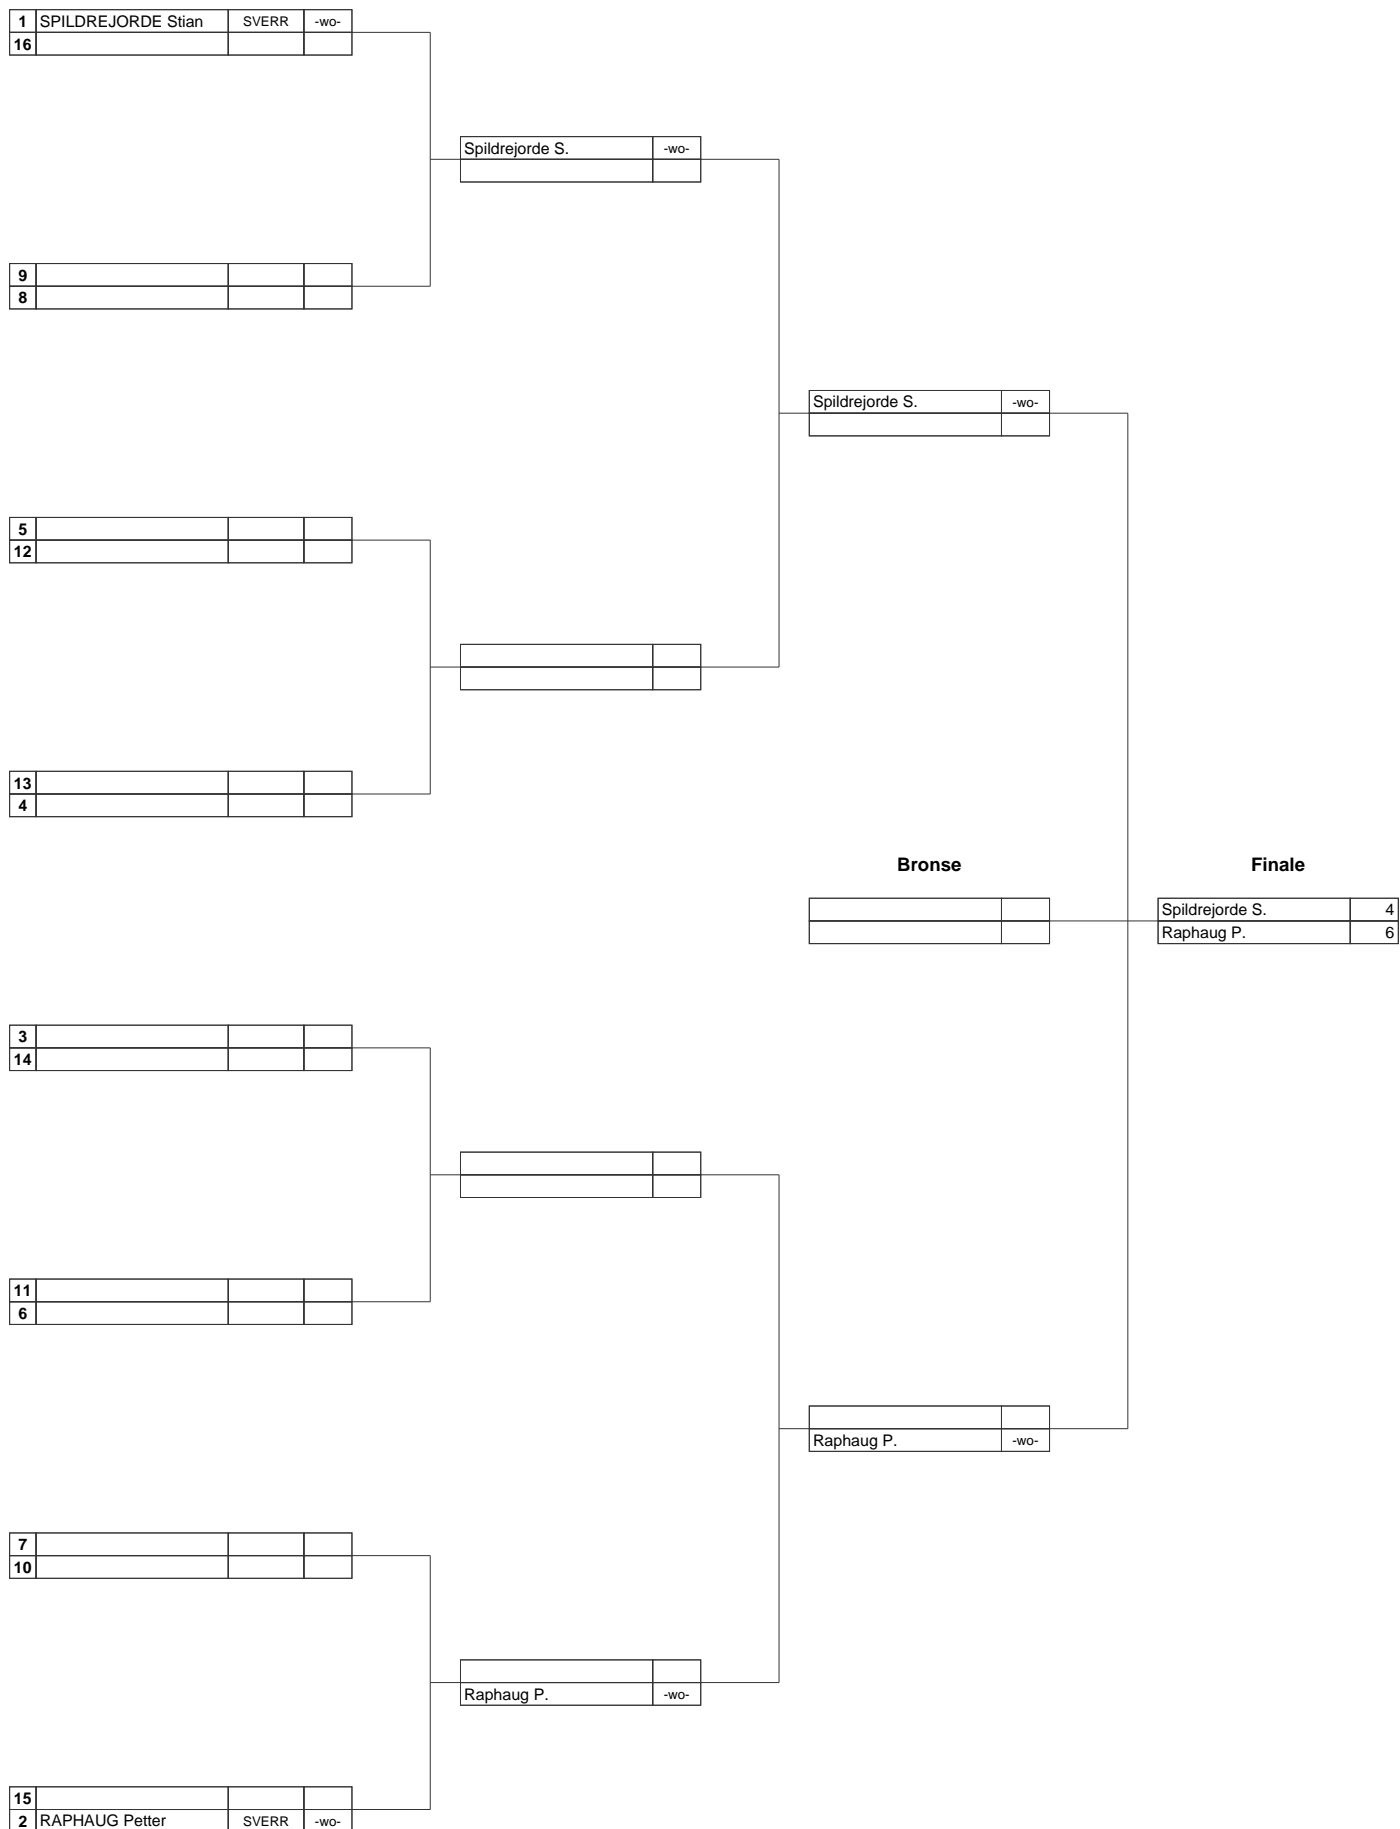 1 SPILDREJORDE Stian SVERR -wo-
16
Spildrejorde S. -wo-
9
8
Spildrejorde S. -wo-
5
12
13
4
Bronse
Finale
Spildrejorde S. 4
Raphaug P. 6
3
14
11
6
Raphaug P. -wo-
7
10
Raphaug P. -wo-
15
2 RAPHAUG Petter SVERR -wo-